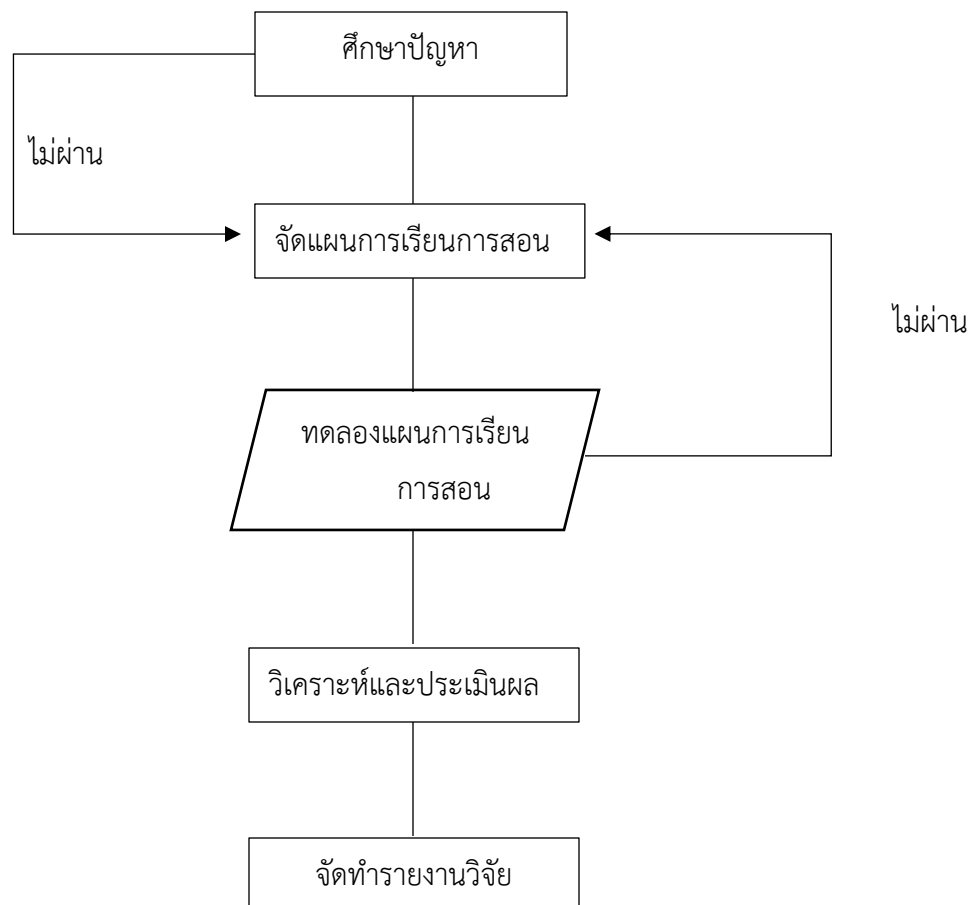 ศึกษาปัญหา
ไม่ผ่าน
จัดแผนการเรียนการสอน
ไม่ผ่าน
ทดลองแผนการเรียน
การสอน
วิเคราะห์และประเมินผล
จัดทำรายงานวิจัย